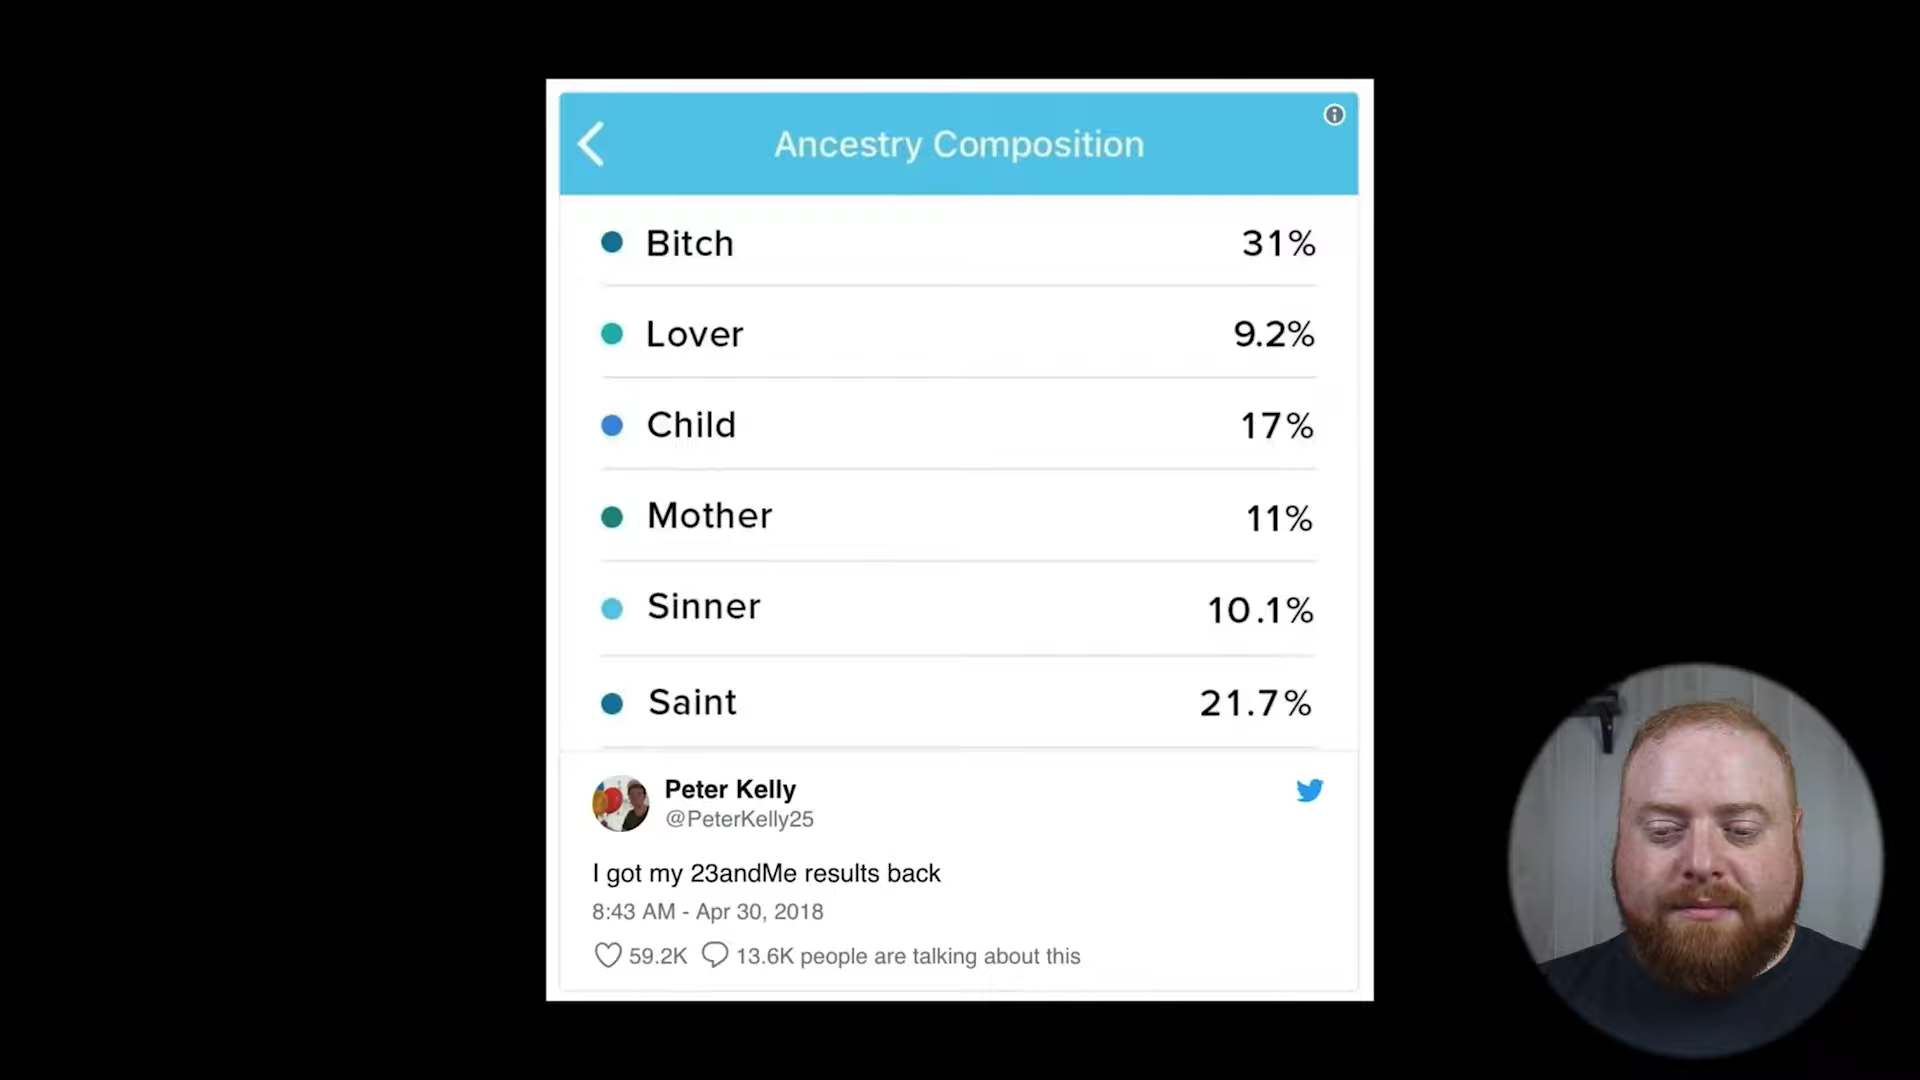 Ancestry Composition
Bitch 31%
Lover 9.2%
Child 17%
Mother 11%
Sinner 10.1%
Saint 21.7%
Peter Kelly
@PeterKelly25
I got my 23andMe results back
8:43 AM - Apr 30, 2018
59.2K 13.6K people are talking about this